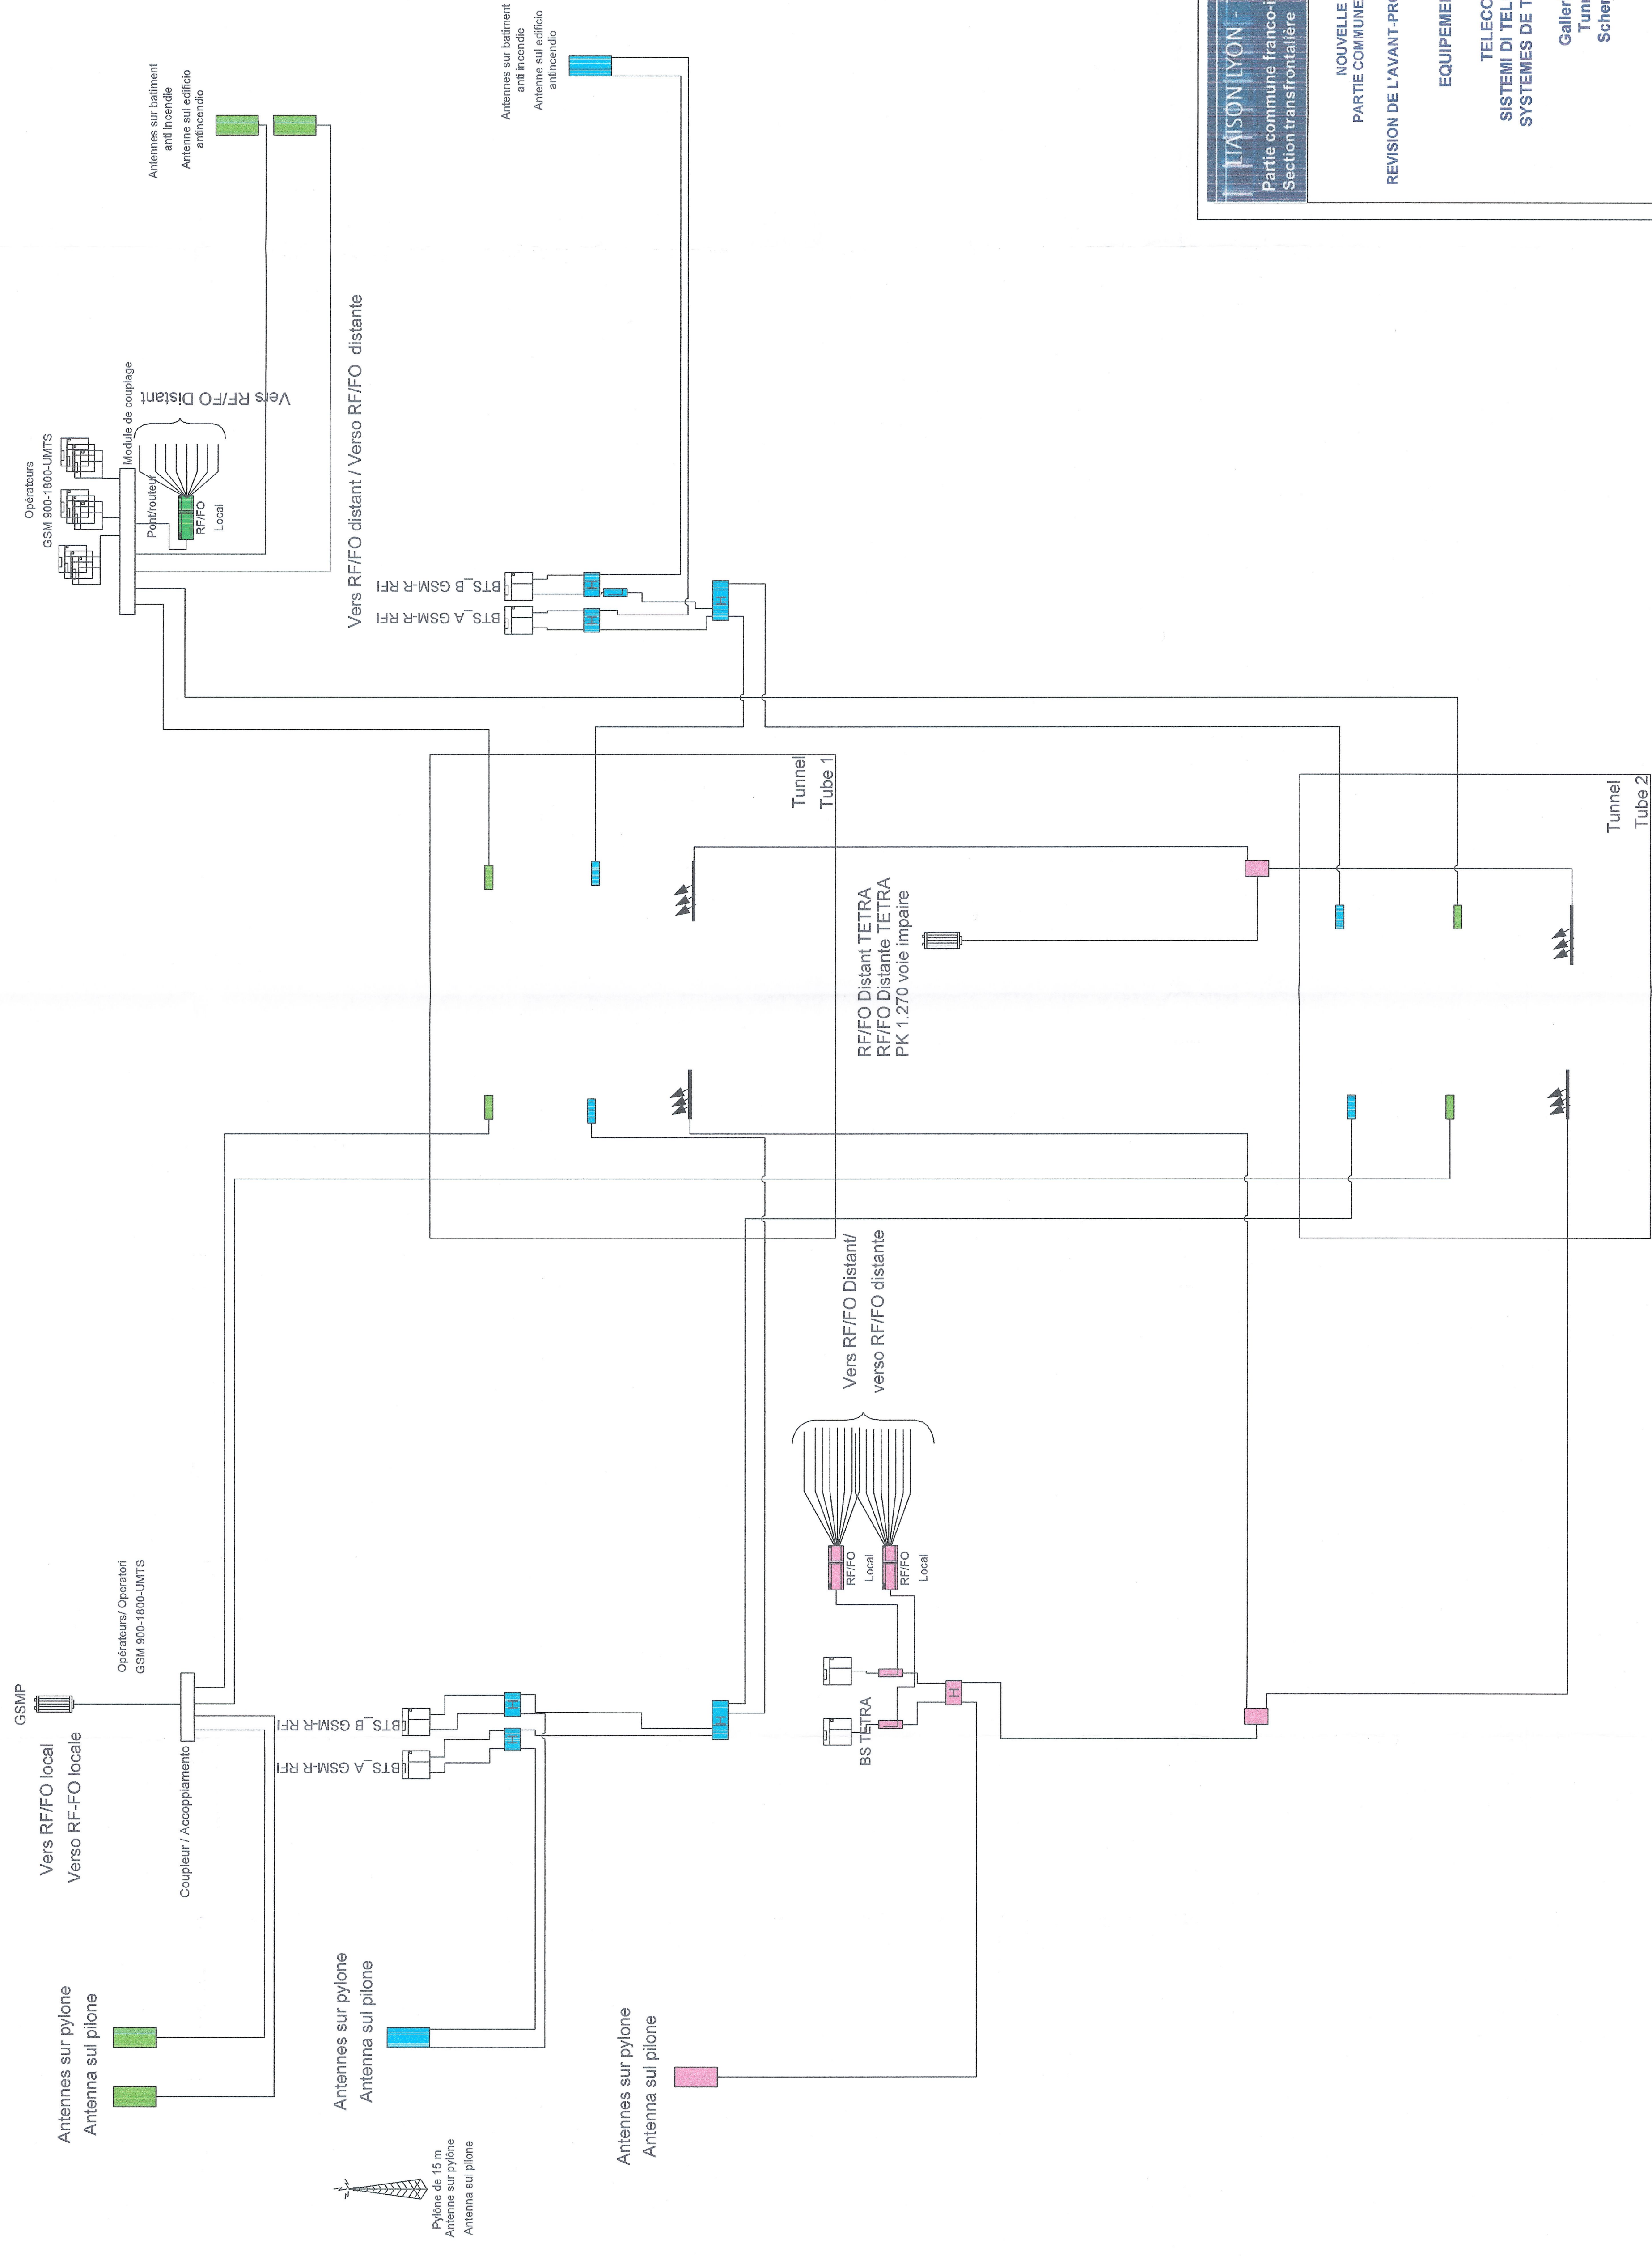 Antennes sur batiment
anti incendie
Antenne sul edificio
antincendio
Antennes sur batiment
anti incendie
Antenne sul edificio
antincendio
Opérateurs
GSM 900-1800-UMTS
Module de couplage
Pont/routeur
RF/FO
Local
Vers RF/FO Distant
Vers RF/FO distant / Verso RF/FO distante
BTS_B GSM-R RFI
BTS_A GSM-R RFI
H
L
H
H
Tunnel
Tube 1
RF/FO Distant TETRA
RF/FO Distante TETRA
PK 1.270 voie impaire
Tunnel
Tube 2
Vers RF/FO Distant/
verso RF/FO distante
RF/FO
Local
RF/FO
Local
BS TETRA
L
L
H
GSMP
Vers RF/FO local
Verso RF-FO locale
Opérateurs/ Operatori
GSM 900-1800-UMTS
Coupleur / Accoppiamento
BTS_B GSM-R RFI
BTS_A GSM-R RFI
H
H
H
Antennes sur pylone
Antenna sul pilone
Antennes sur pylone
Antenna sul pilone
Antennes sur pylone
Antenna sul pilone
Pylône de 15 m
Antenne sur pylône
Antenna sul pilone
LIAISON LYON -
Partie commune franco-i
Section transfrontalière
NOUVELLE
PARTIE COMMUNE
REVISION DE L'AVANT-PRO
EQUIPEME
TELECO
SISTEMI DI TELE
SYSTEMES DE T
Galler
Tun
Scher